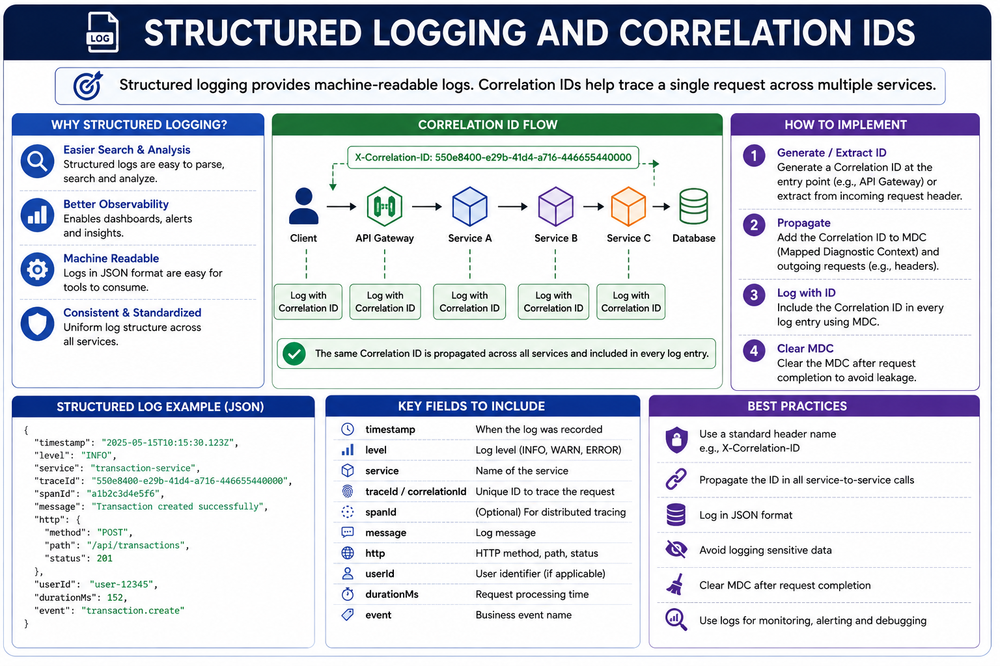 LOG
STRUCTURED LOGGING AND CORRELATION IDS
Structured logging provides machine-readable logs. Correlation IDs help trace a single request across multiple services.
WHY STRUCTURED LOGGING?
Easier Search & Analysis
Structured logs are easy to parse,
search and analyze.
Better Observability
Enables dashboards, alerts
and insights.
Machine Readable
Logs in JSON format are easy for
tools to consume.
Consistent & Standardized
Uniform log structure across
all services.
CORRELATION ID FLOW
X-Correlation-ID: 550e8400-e29b-41d4-a716-446655440000
Client
API Gateway
Service A
Service B
Service C
Database
Log with
Correlation ID
Log with
Correlation ID
Log with
Correlation ID
Log with
Correlation ID
Log with
Correlation ID
The same Correlation ID is propagated across all services and included in every log entry.
HOW TO IMPLEMENT
1
Generate / Extract ID
Generate a Correlation ID at the
entry point (e.g., API Gateway) or
extract from incoming request header.
2
Propagate
Add the Correlation ID to MDC
(Mapped Diagnostic Context) and
outgoing requests (e.g., headers).
3
Log with ID
Include the Correlation ID in every
log entry using MDC.
4
Clear MDC
Clear the MDC after request
completion to avoid leakage.
STRUCTURED LOG EXAMPLE (JSON)
{
"timestamp": "2025-05-15T10:15:30.123Z",
"level": "INFO",
"service": "transaction-service",
"traceId": "550e8400-e29b-41d4-a716-446655440000",
"spanId": "a1b2c3d4e5f6",
"message": "Transaction created successfully",
"http": {
"method": "POST",
"path": "/api/transactions",
"status": 201
},
"userId": "user-12345",
"durationMs": 152,
"event": "transaction.create"
}
KEY FIELDS TO INCLUDE
timestamp When the log was recorded
level Log level (INFO, WARN, ERROR)
service Name of the service
traceId / correlationId Unique ID to trace the request
spanId (Optional) For distributed tracing
message Log message
http HTTP method, path, status
userId User identifier (if applicable)
durationMs Request processing time
event Business event name
BEST PRACTICES
Use a standard header name
e.g., X-Correlation-ID
Propagate the ID in all service-to-service calls
Log in JSON format
Avoid logging sensitive data
Clear MDC after request completion
Use logs for monitoring, alerting and debugging